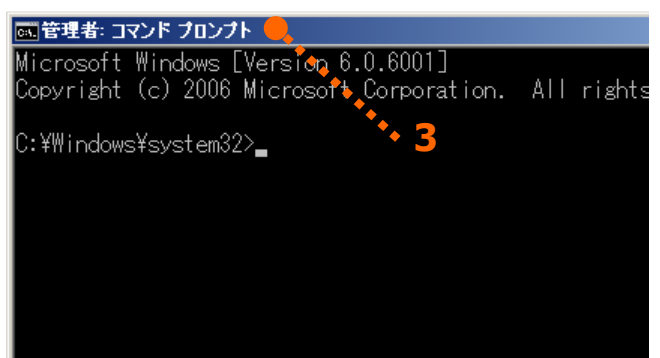 管理者: コマンド プロンプト
Microsoft Windows [Version 6.0.6001]
Copyright (c) 2006 Microsoft Corporation.  All rights
C:¥Windows¥system32>
3